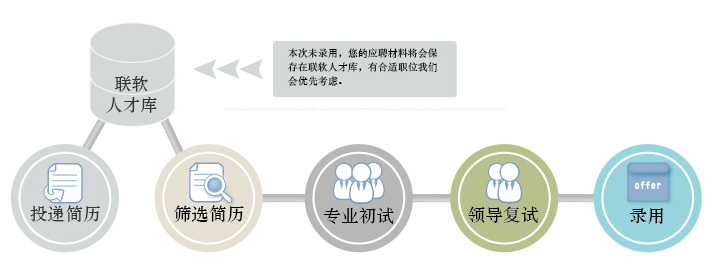 联软
人才库
本次未录用，您的应聘材料将会保
存在联软人才库，有合适职位我们
会优先考虑。
投递简历
筛选简历
专业初试
领导复试
offer
录用